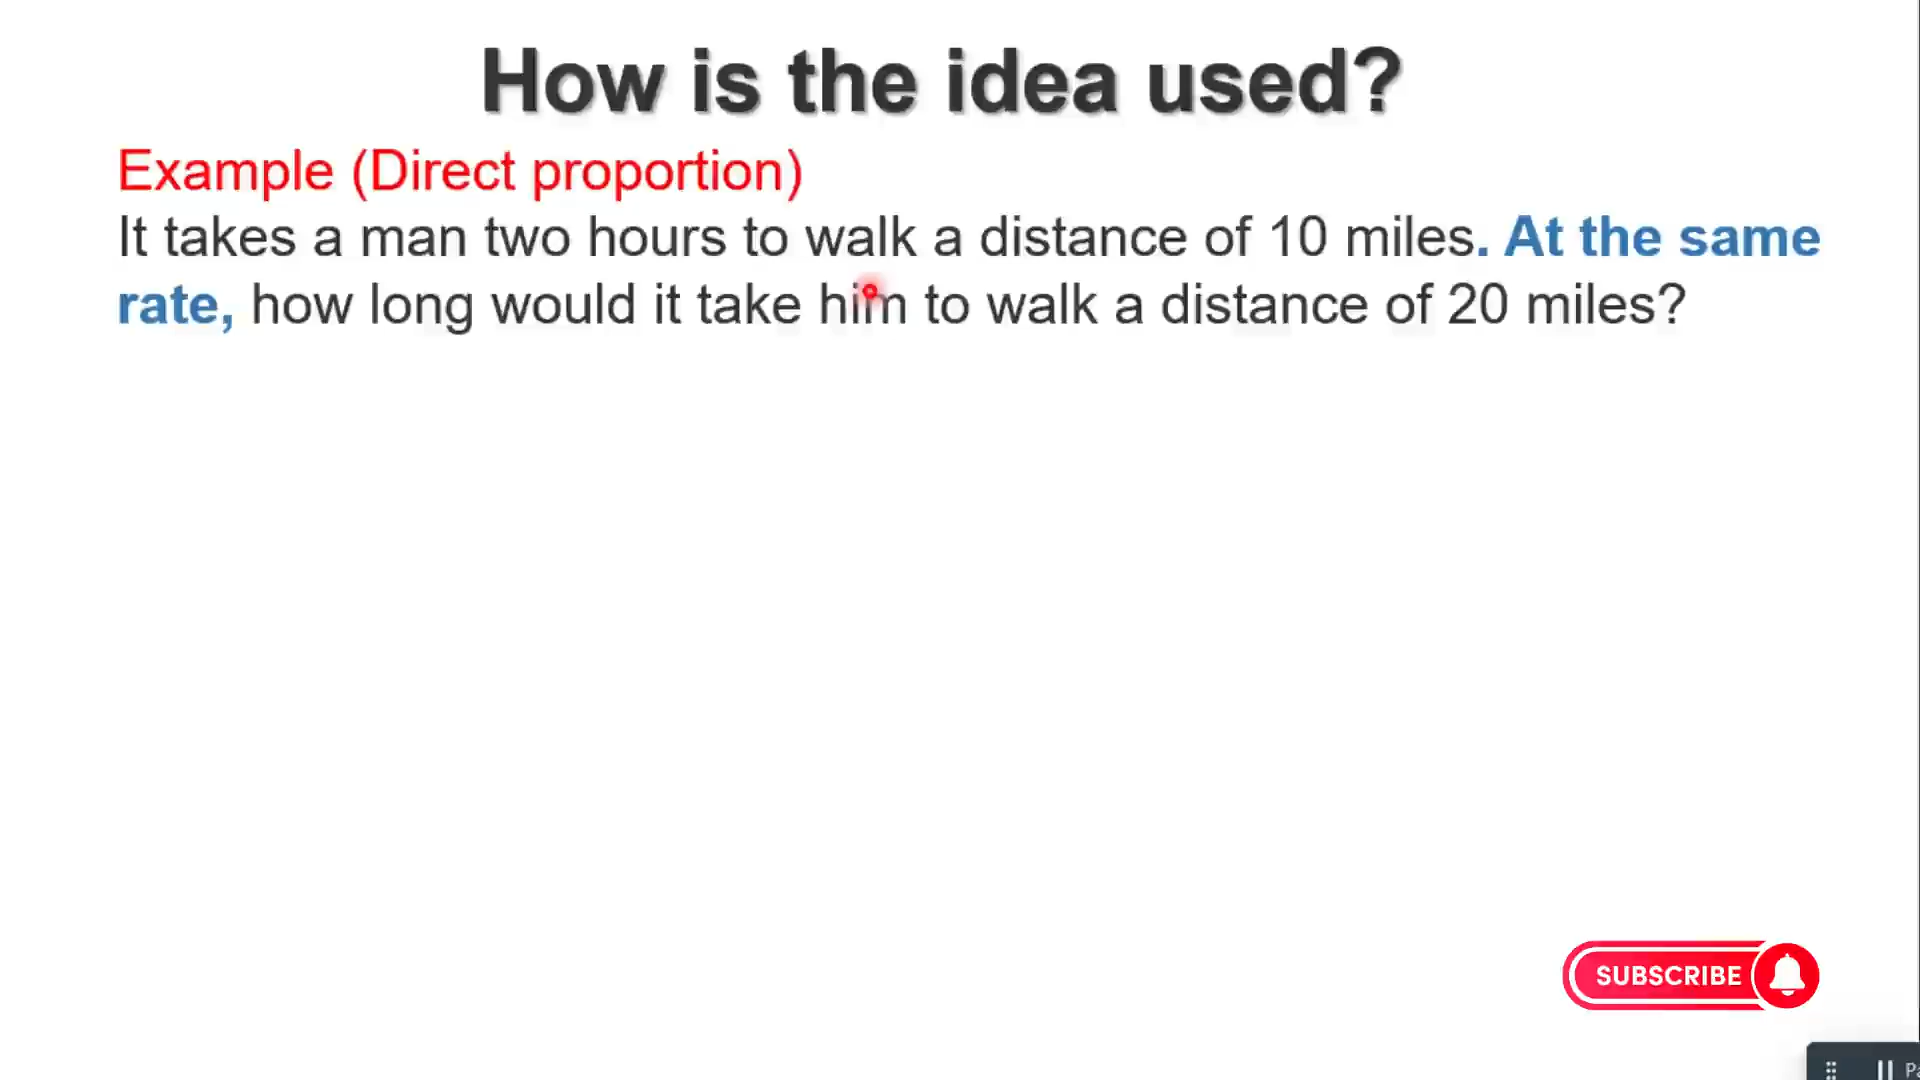 How is the idea used?
Example (Direct proportion)
It takes a man two hours to walk a distance of 10 miles. At the same
rate, how long would it take him to walk a distance of 20 miles?
SUBSCRIBE